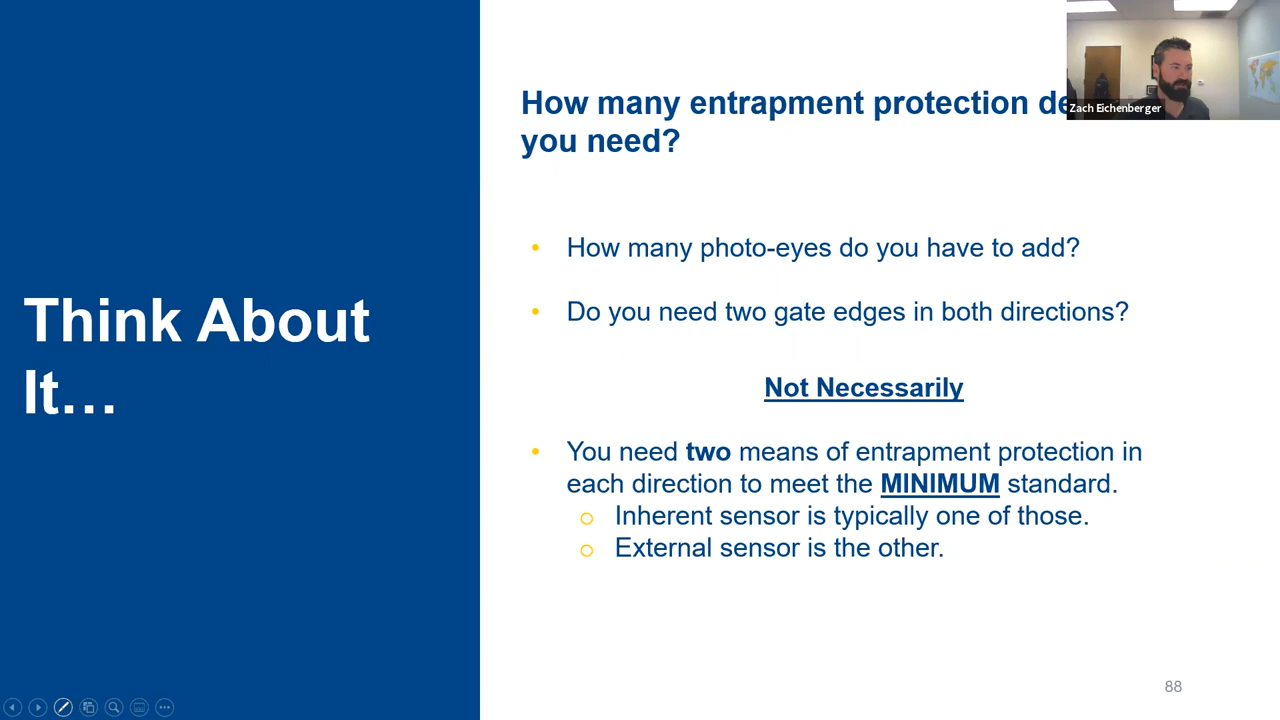 Think About
It…
How many entrapment protection
you need?
• How many photo-eyes do you have to add?
• Do you need two gate edges in both directions?
Not Necessarily
• You need two means of entrapment protection in
each direction to meet the MINIMUM standard.
o Inherent sensor is typically one of those.
o External sensor is the other.
88
Zach Eichenberger